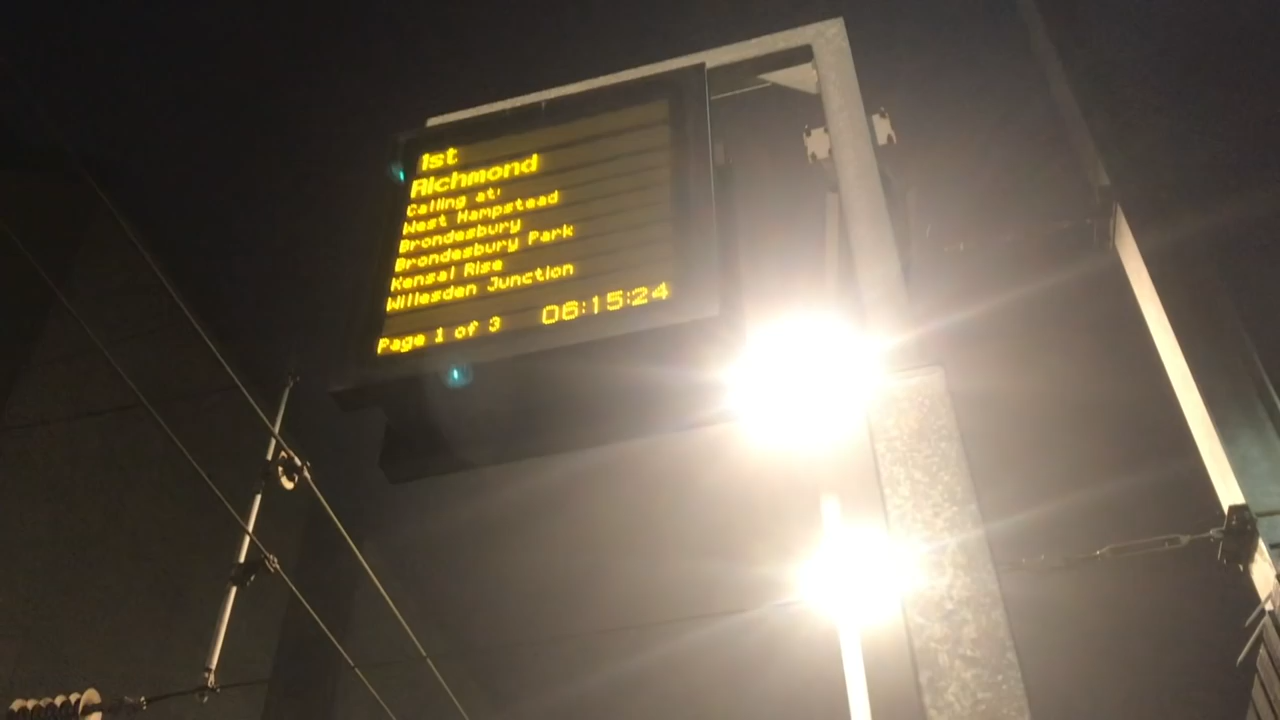 1st
Richmond
Calling at:
West Hampstead
Brondesbury
Brondesbury Park
Kensal Rise
Willesden Junction
Page 1 of 3 06:15:24